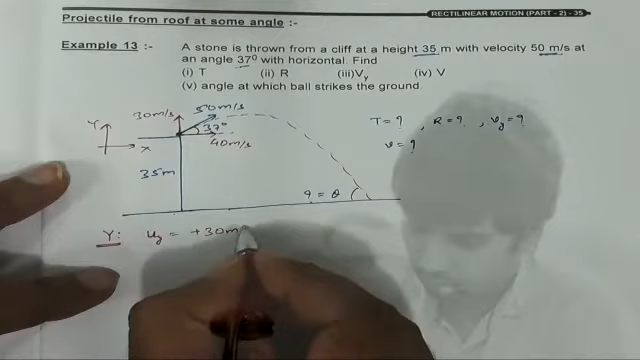 RECTILINEAR MOTION (PART - 2) - 35
Projectile from roof at some angle :-
Example 13 :- A stone is thrown from a cliff at a height 35 m with velocity 50 m/s at
an angle 37⁰ with horizontal. Find
(i) T (ii) R (iii) Vy (iv) V
(v) angle at which ball strikes the ground.
30m/s 50m/s
Y 37⁰
X 40m/s
35m
? = θ
T = ? , R = ? , vy = ?
v = ?
Y: uy = +30m